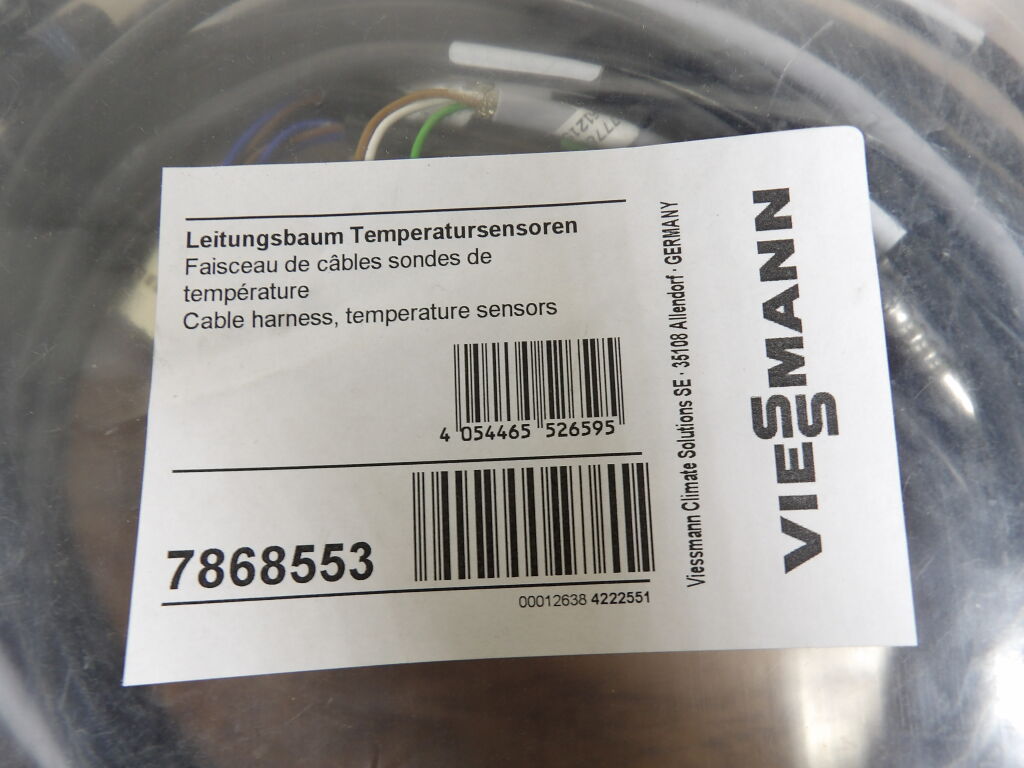 Leitungsbaum Temperatursensoren
Faisceau de câbles sondes de
température
Cable harness, temperature sensors
4 054465 526595
7868553
00012638 4222551
Viessmann Climate Solutions SE · 35108 Allendorf · GERMANY
VIESSMANN